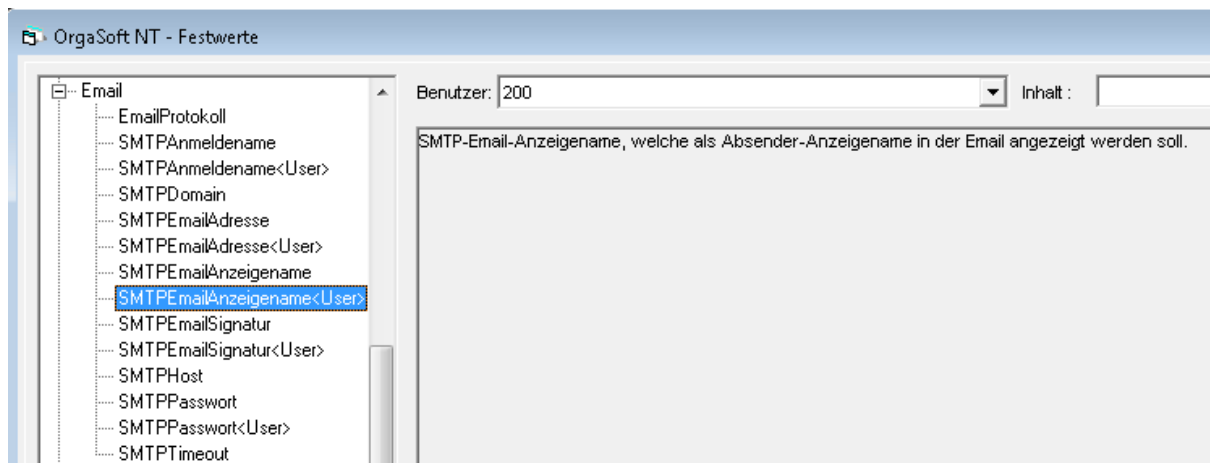 OrgaSoft NT - Festwerte
Email
EmailProtokoll
SMTPAnmeldename
SMTPAnmeldename<User>
SMTPDomain
SMTPEmailAdresse
SMTPEmailAdresse<User>
SMTPEmailAnzeigename
SMTPEmailAnzeigename<User>
SMTPEmailSignatur
SMTPEmailSignatur<User>
SMTPHost
SMTPPasswort
SMTPPasswort<User>
SMTPTimeout
Benutzer: 200 Inhalt :
SMTP-Email-Anzeigename, welche als Absender-Anzeigename in der Email angezeigt werden soll.